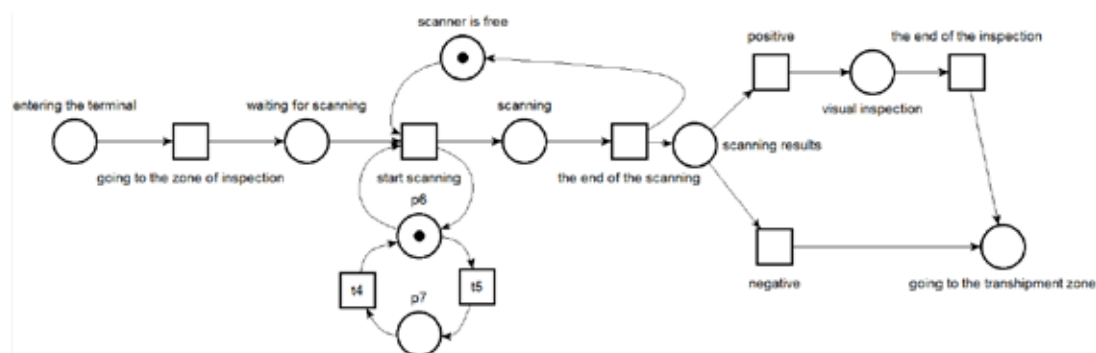 scanner is free
positive
the end of the inspection
entering the terminal
waiting for scanning
scanning
visual inspection
scanning results
going to the zone of inspection
start scanning
the end of the scanning
p6
t4
t5
p7
negative
going to the transhipment zone